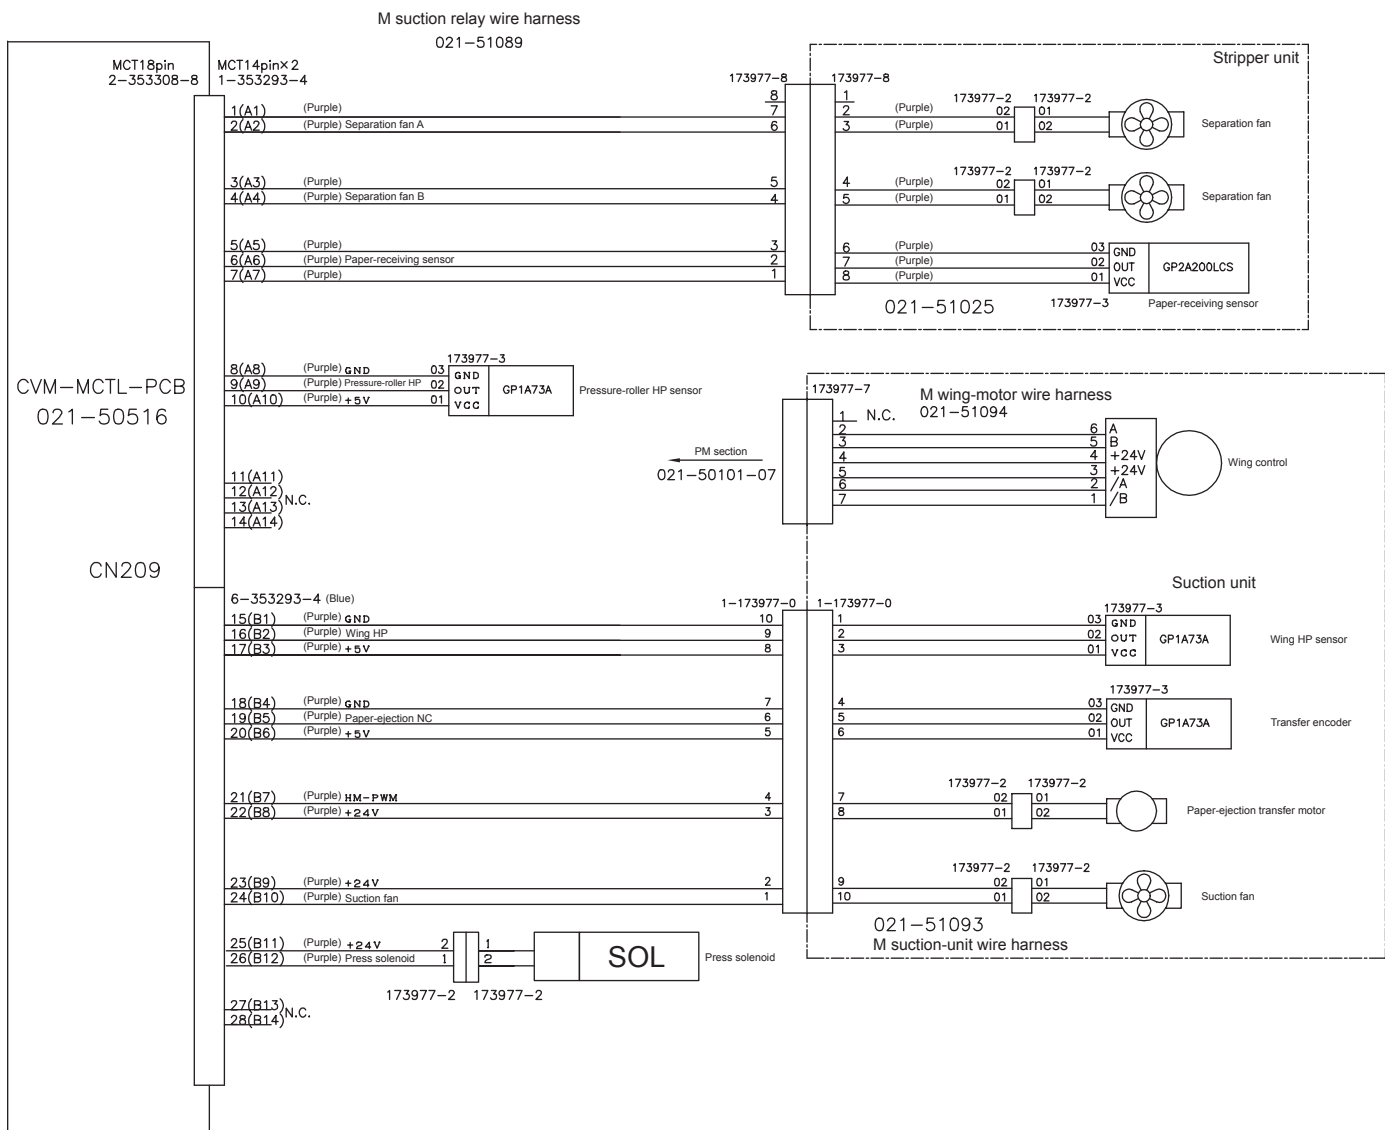 M suction relay wire harness
021-51089
MCT18pin
2-353308-8
MCT14pin×2
1-353293-4
CVM-MCTL-PCB
021-50516
CN209
1(A1) (Purple) 7
2(A2) (Purple) Separation fan A 6
3(A3) (Purple) 5
4(A4) (Purple) Separation fan B 4
5(A5) (Purple) 3
6(A6) (Purple) Paper-receiving sensor 2
7(A7) (Purple) 1
173977-8 173977-8
8 1
Stripper unit
173977-2 173977-2
2 (Purple) 02 01
3 (Purple) 01 02
Separation fan
173977-2 173977-2
4 (Purple) 02 01
5 (Purple) 01 02
Separation fan
6 (Purple) 03 GND
7 (Purple) 02 OUT
8 (Purple) 01 VCC
GP2A200LCS
021-51025
173977-3 Paper-receiving sensor
173977-3
8(A8) (Purple) GND 03 GND
9(A9) (Purple) Pressure-roller HP 02 OUT
10(A10) (Purple) +5V 01 VCC
GP1A73A
Pressure-roller HP sensor
11(A11)
12(A12)
13(A13)
14(A14)
N.C.
PM section
021-50101-07
173977-7
M wing-motor wire harness
021-51094
1 N.C.
2 6 A
3 5 B
4 4 +24V
5 3 +24V
6 2 /A
7 1 /B
Wing control
6-353293-4 (Blue)
15(B1) (Purple) GND 10
16(B2) (Purple) Wing HP 9
17(B3) (Purple) +5V 8
18(B4) (Purple) GND 7
19(B5) (Purple) Paper-ejection NC 6
20(B6) (Purple) +5V 5
21(B7) (Purple) HM-PWM 4
22(B8) (Purple) +24V 3
23(B9) (Purple) +24V 2
24(B10) (Purple) Suction fan 1
1-173977-0 1-173977-0
Suction unit
173977-3
1 03 GND
2 02 OUT
3 01 VCC
GP1A73A
Wing HP sensor
173977-3
4 03 GND
5 02 OUT
6 01 VCC
GP1A73A
Transfer encoder
173977-2 173977-2
7 02 01
8 01 02
Paper-ejection transfer motor
173977-2 173977-2
9 02 01
10 01 02
Suction fan
021-51093
M suction-unit wire harness
25(B11) (Purple) +24V 2 1
26(B12) (Purple) Press solenoid 1 2
SOL
Press solenoid
173977-2 173977-2
27(B13)
28(B14)
N.C.